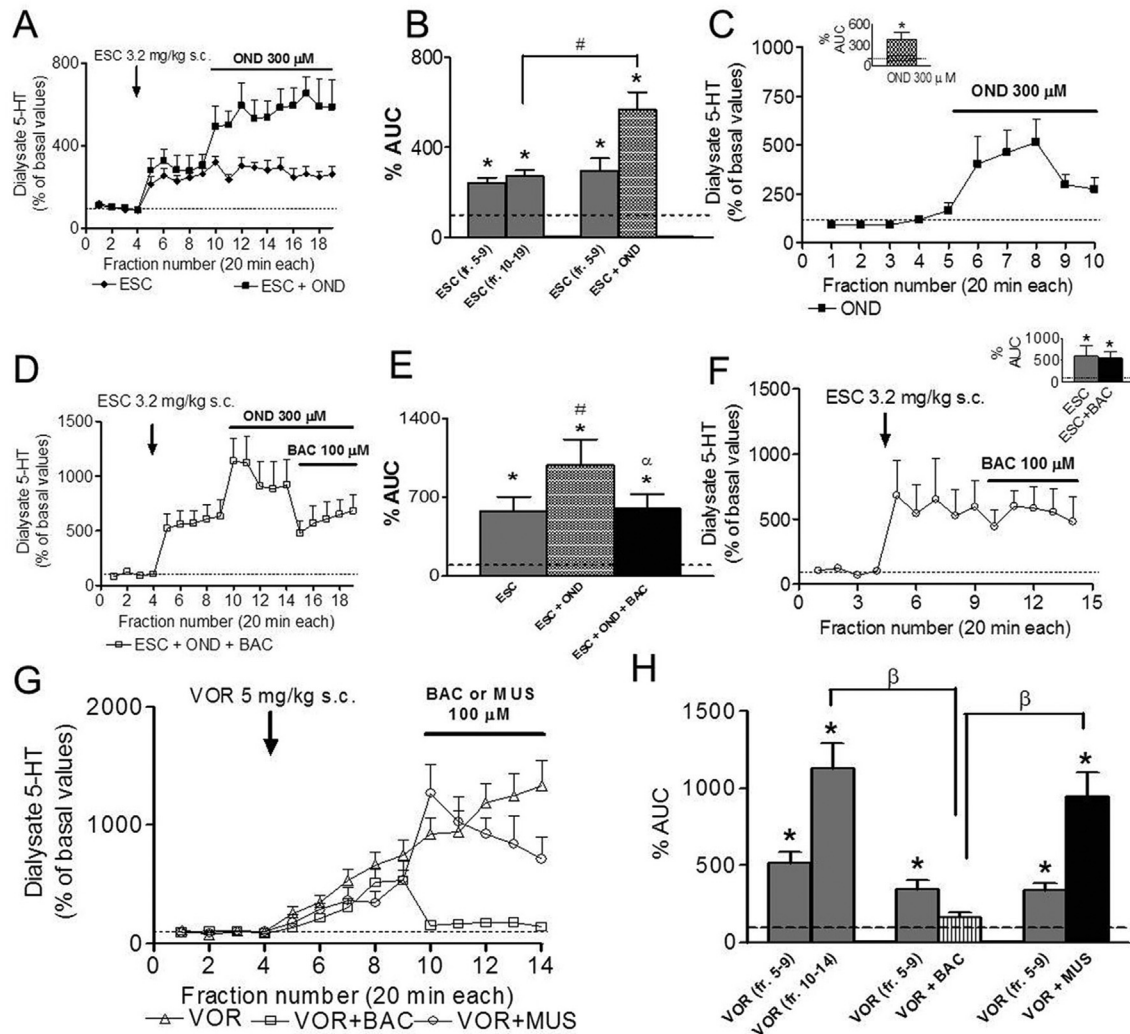 A
ESC 3.2 mg/kg s.c.
OND 300 μM
Dialysate 5-HT
(% of basal values)
800
400
0
0 2 4 6 8 10 12 14 16 18
Fraction number (20 min each)
ESC
ESC + OND
B
#
% AUC
800
400
200
0
* * * *
ESC (fr. 5-9)
ESC (fr. 10-19)
ESC (fr. 5-9)
ESC + OND
C
% AUC
600
300
0
*
OND 300 μM
OND 300 μM
Dialysate 5-HT
(% of basal values)
1000
750
500
250
0
0 1 2 3 4 5 6 7 8 9 10
Fraction number (20 min each)
OND
D
ESC 3.2 mg/kg s.c.
OND 300 μM
BAC 100 μM
Dialysate 5-HT
(% of basal values)
1500
1000
500
0
0 2 4 6 8 10 12 14 16 18
Fraction number (20 min each)
ESC + OND + BAC
E
% AUC
1400
700
0
*
#
*
α
*
ESC
ESC + OND
ESC + OND + BAC
F
% AUC
1000
500
0
* *
ESC
ESC+BAC
ESC 3.2 mg/kg s.c.
BAC 100 μM
Dialysate 5-HT
(% of basal values)
1500
1000
500
0
0 3 6 9 12 15
Fraction number (20 min each)
G
VOR 5 mg/kg s.c.
BAC or MUS
100 μM
Dialysate 5-HT
(% of basal values)
2000
1000
0
0 2 4 6 8 10 12 14
Fraction number (20 min each)
VOR
VOR+BAC
VOR+MUS
H
β
β
% AUC
1000
500
0
* * * * *
VOR (fr. 5-9)
VOR (fr. 10-14)
VOR (fr. 5-9)
VOR + BAC
VOR (fr. 5-9)
VOR + MUS